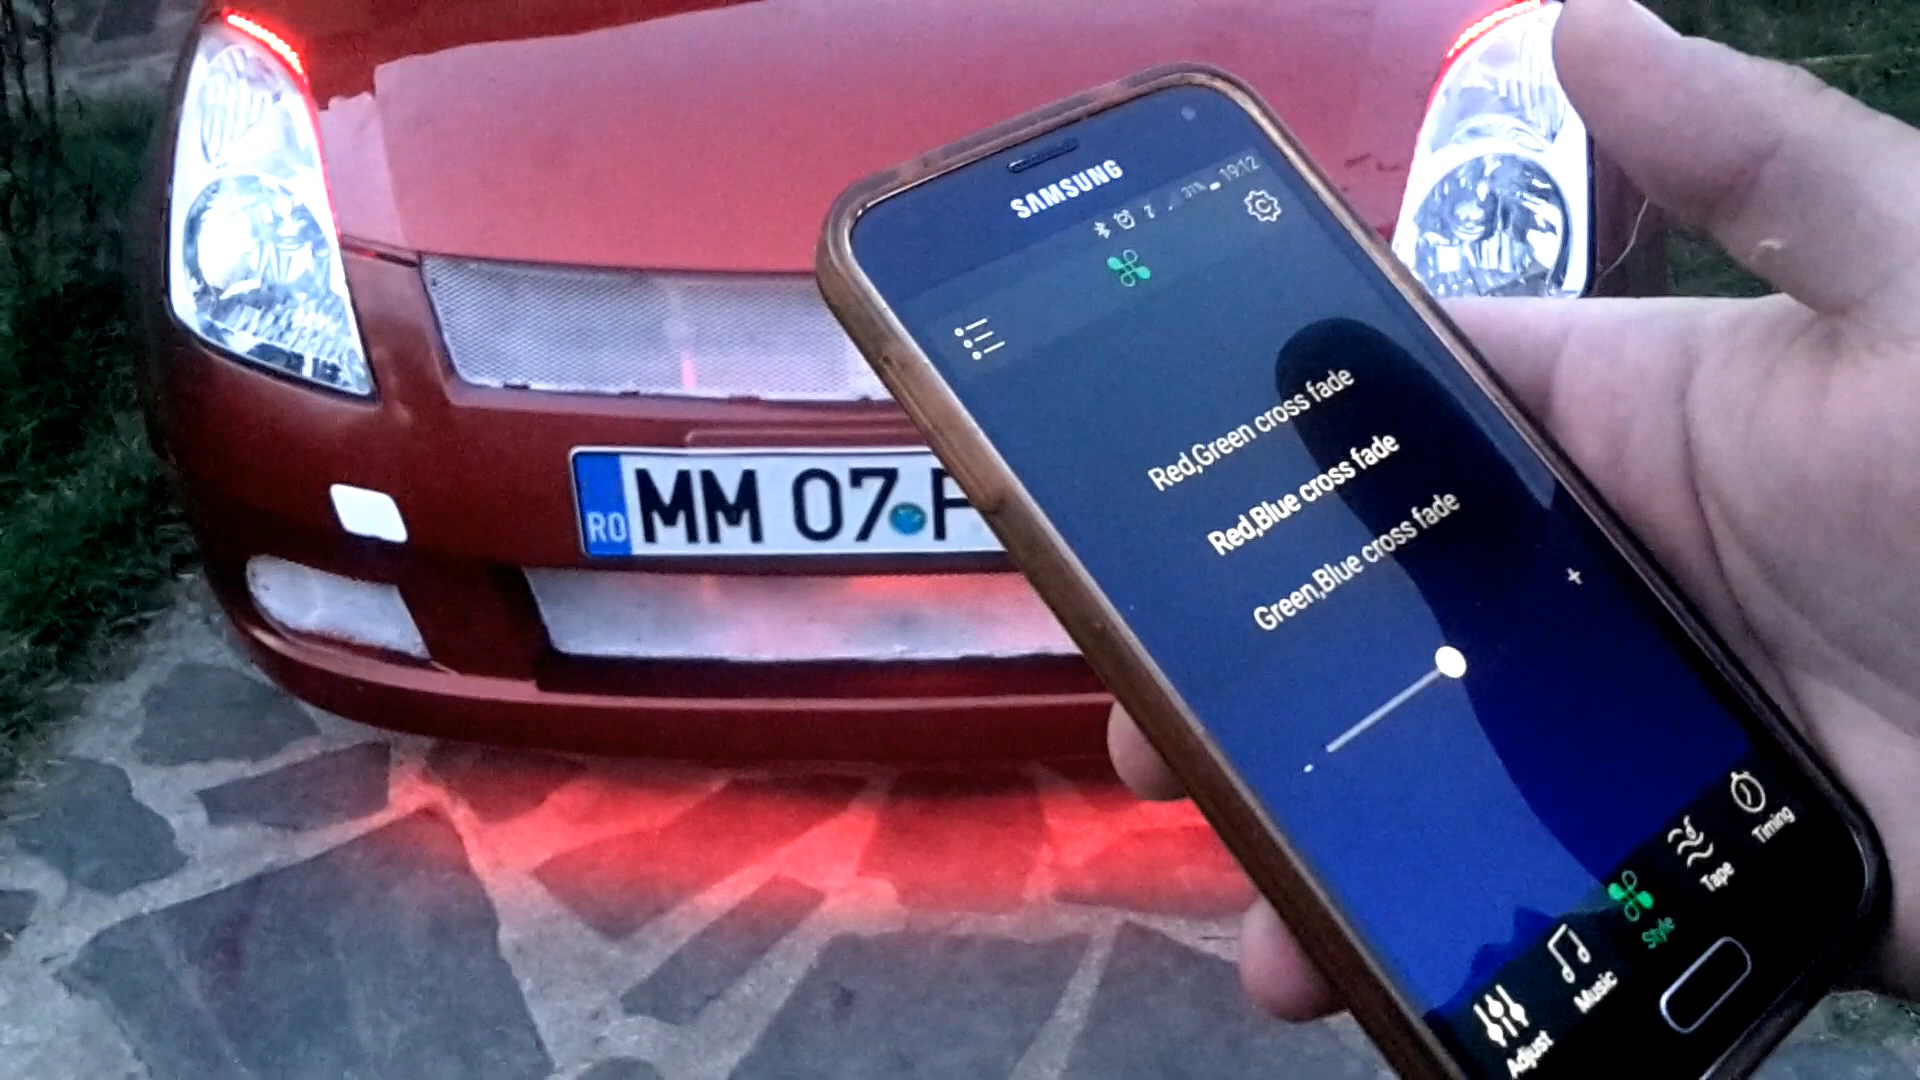 SAMSUNG
31% 19:12
Red,Green cross fade
Red,Blue cross fade
Green,Blue cross fade
RO MM 07 F
Adjust
Music
Style
Tape
Timing